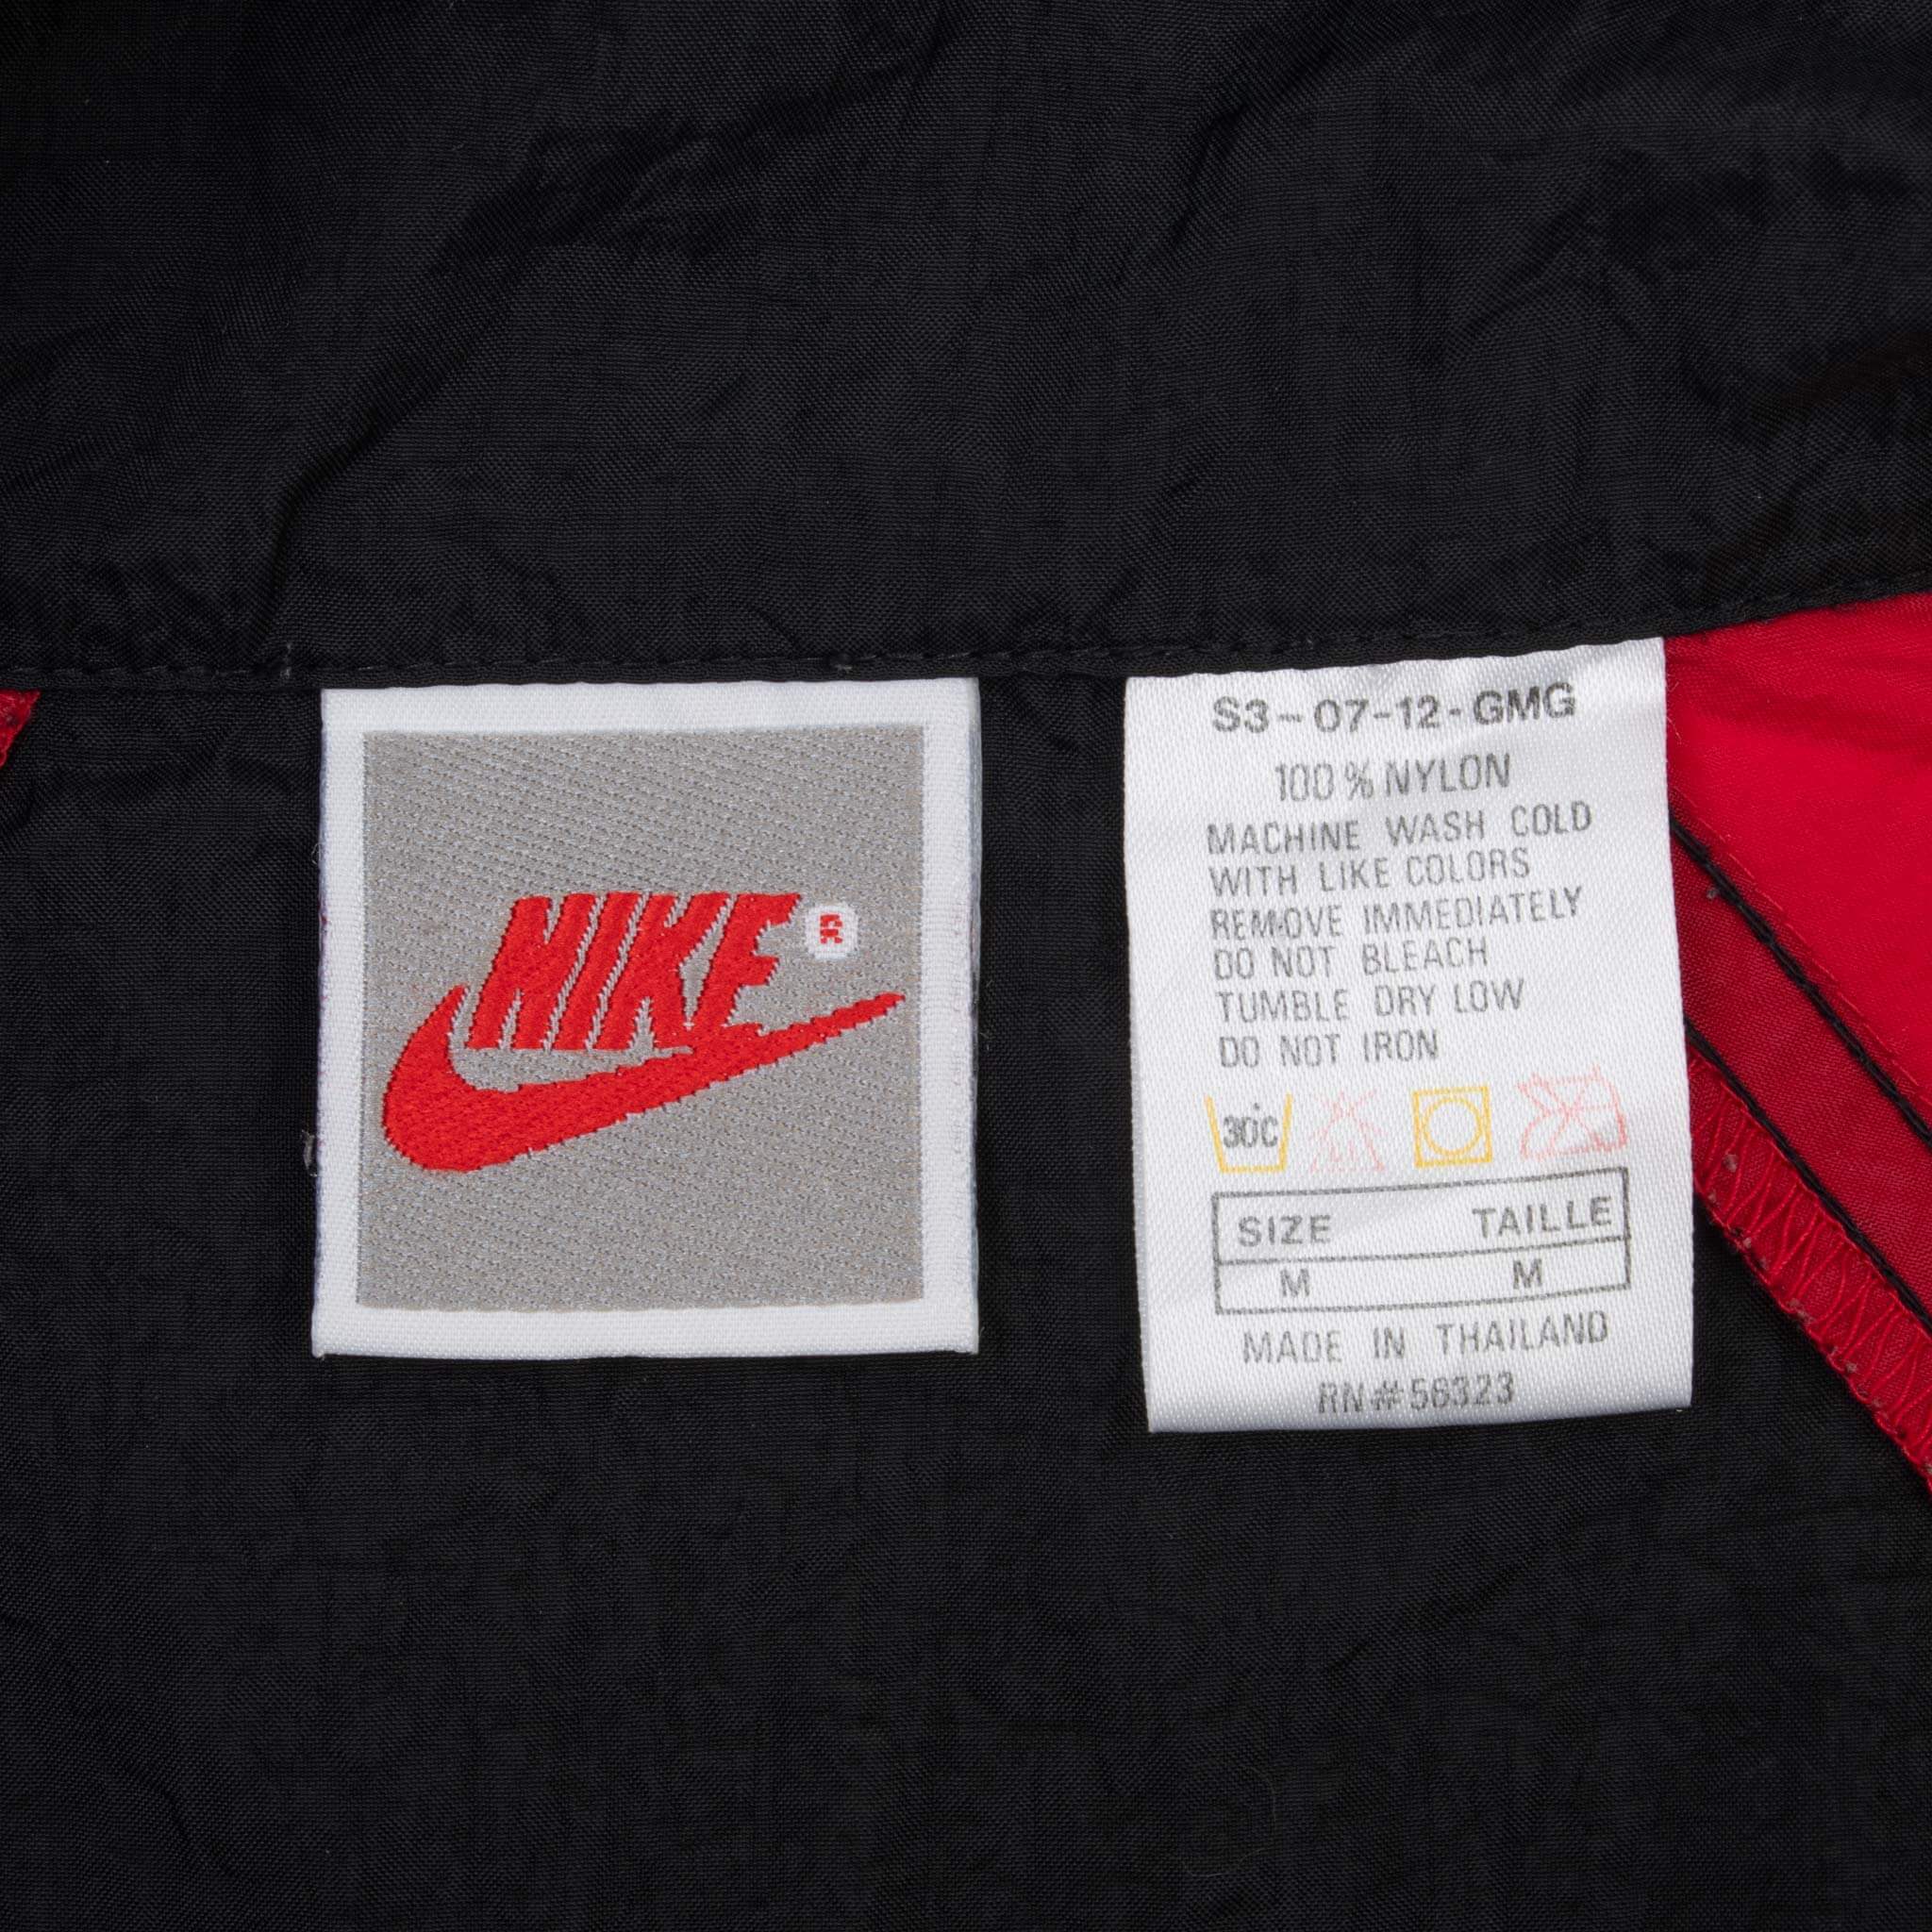 NIKE
S3-07-12-GMG
100% NYLON
MACHINE WASH COLD
WITH LIKE COLORS
REMOVE IMMEDIATELY
DO NOT BLEACH
TUMBLE DRY LOW
DO NOT IRON
30°C
SIZE TAILLE
M M
MADE IN THAILAND
RN#56323